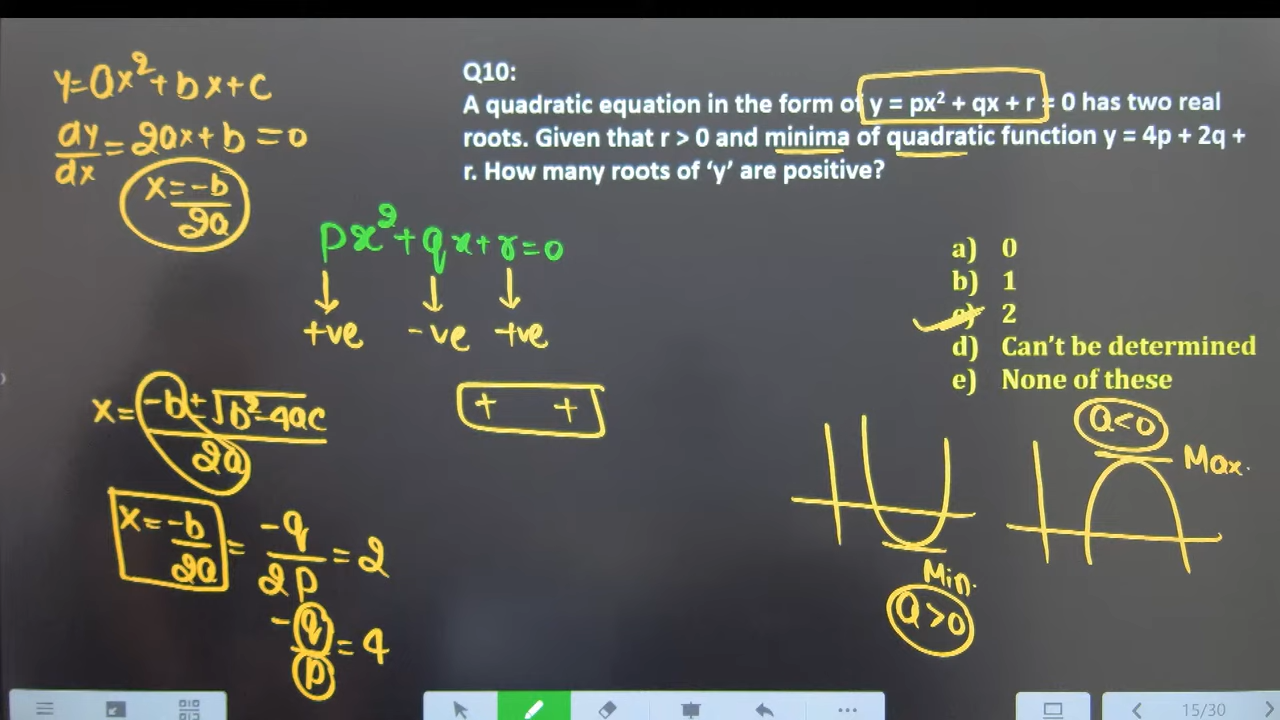 y=ax²+bx+c
dy/dx=2ax+b=0
x=-b/2a
Q10:
A quadratic equation in the form of y = px² + qx + r = 0 has two real
roots. Given that r > 0 and minima of quadratic function y = 4p + 2q +
r. How many roots of ‘y’ are positive?
px²+qx+r=0
+ve -ve +ve
a) 0
b) 1
c) 2
d) Can’t be determined
e) None of these
x=-b±√b²-4ac/2a
+ +
x=-b/2a=-q/2p=2
-q/p=4
Min.
a>0
a<0
Max.
15/30